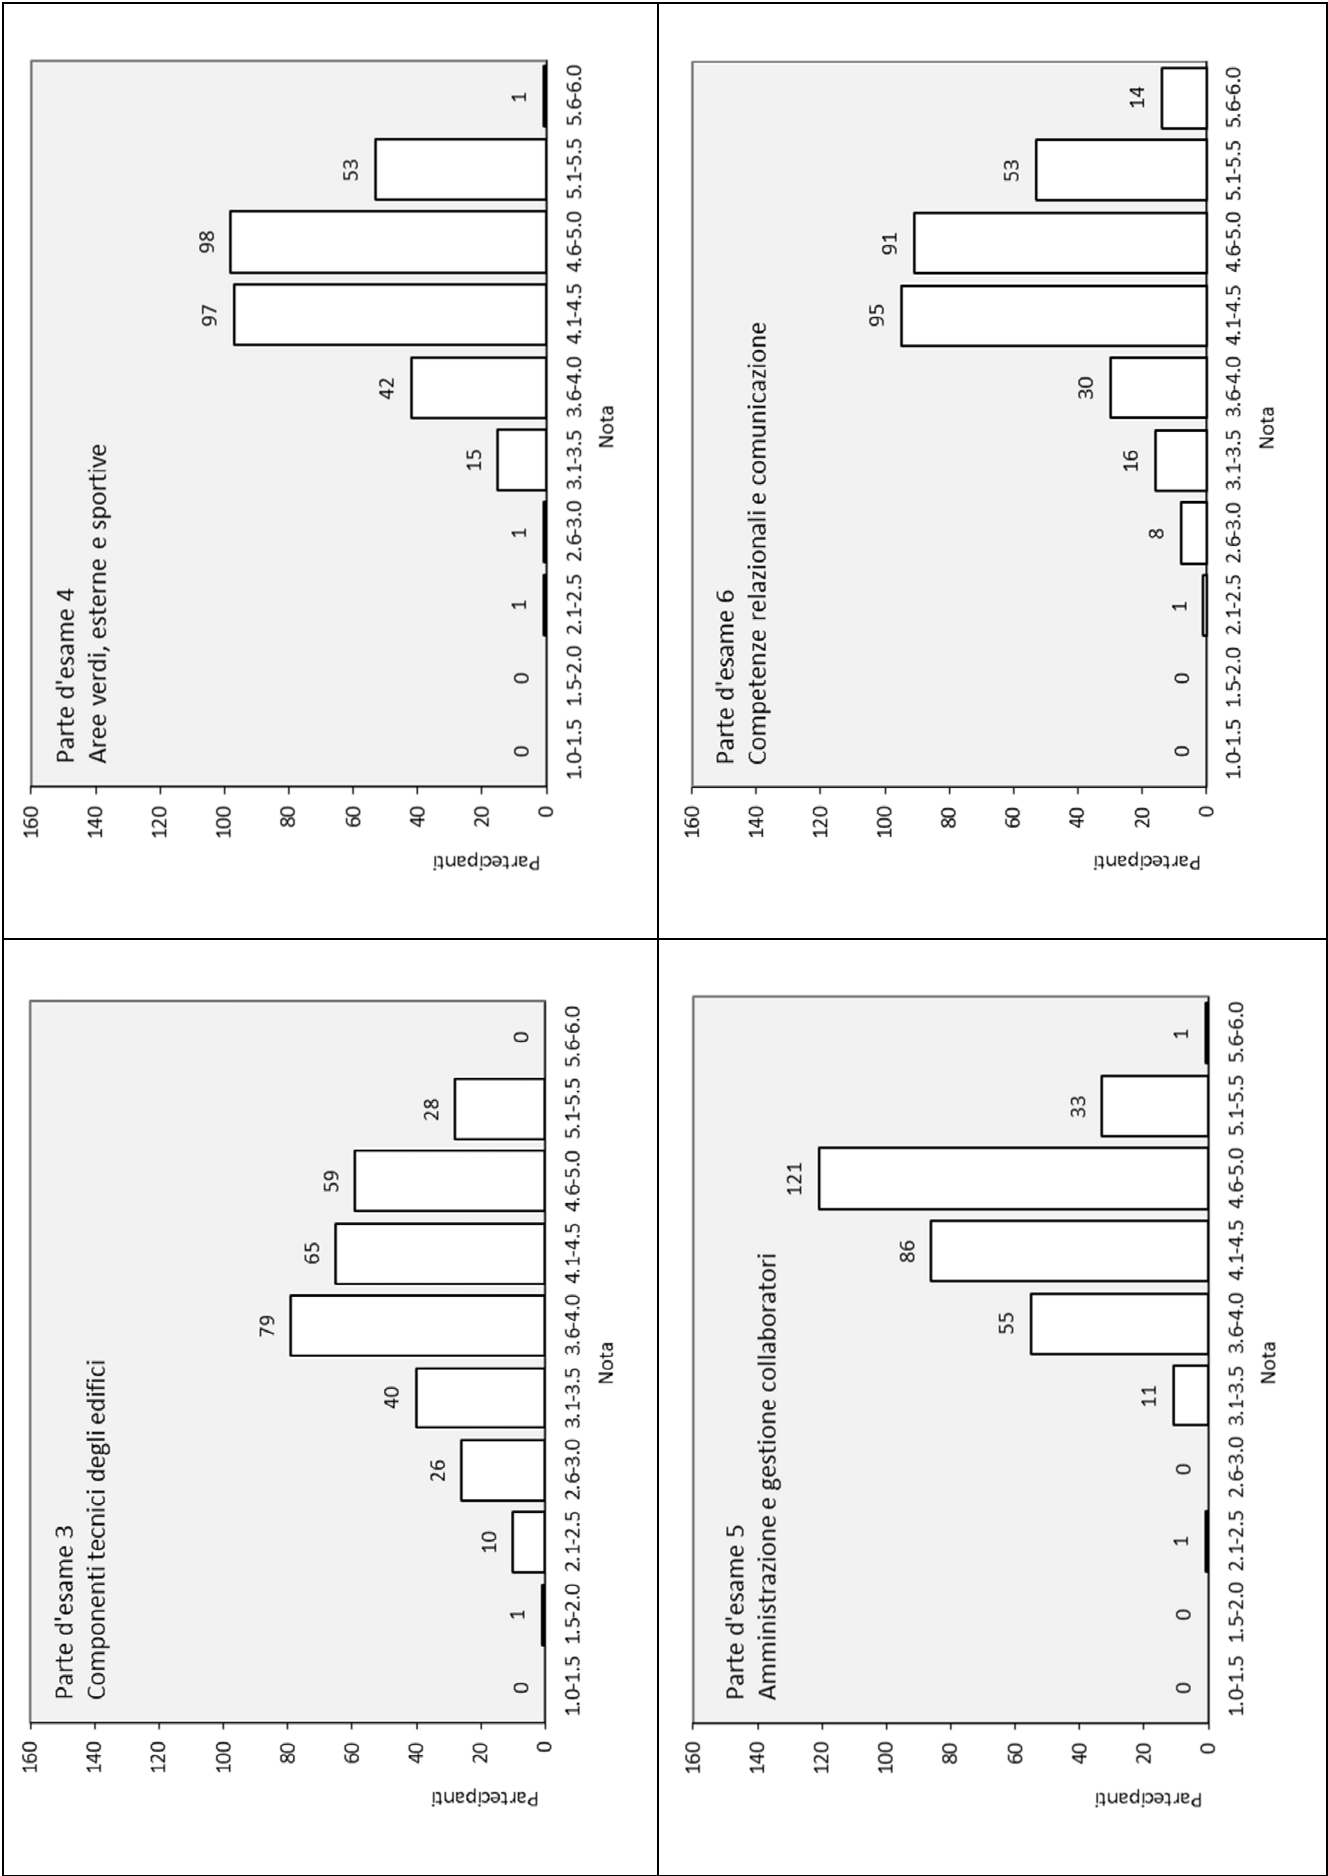 Parte d'esame 3
Componenti tecnici degli edifici
Partecipanti
160
140
120
100
80
60
40
20
0
0 1 10 26 40 79 65 59 28 0
1.0-1.5 1.5-2.0 2.1-2.5 2.6-3.0 3.1-3.5 3.6-4.0 4.1-4.5 4.6-5.0 5.1-5.5 5.6-6.0
Nota
Parte d'esame 4
Aree verdi, esterne e sportive
Partecipanti
160
140
120
100
80
60
40
20
0
0 0 1 1 15 42 97 98 53 1
1.0-1.5 1.5-2.0 2.1-2.5 2.6-3.0 3.1-3.5 3.6-4.0 4.1-4.5 4.6-5.0 5.1-5.5 5.6-6.0
Nota
Parte d'esame 5
Amministrazione e gestione collaboratori
Partecipanti
160
140
120
100
80
60
40
20
0
0 0 1 0 11 55 86 121 33 1
1.0-1.5 1.5-2.0 2.1-2.5 2.6-3.0 3.1-3.5 3.6-4.0 4.1-4.5 4.6-5.0 5.1-5.5 5.6-6.0
Nota
Parte d'esame 6
Competenze relazionali e comunicazione
Partecipanti
160
140
120
100
80
60
40
20
0
0 0 1 8 16 30 95 91 53 14
1.0-1.5 1.5-2.0 2.1-2.5 2.6-3.0 3.1-3.5 3.6-4.0 4.1-4.5 4.6-5.0 5.1-5.5 5.6-6.0
Nota